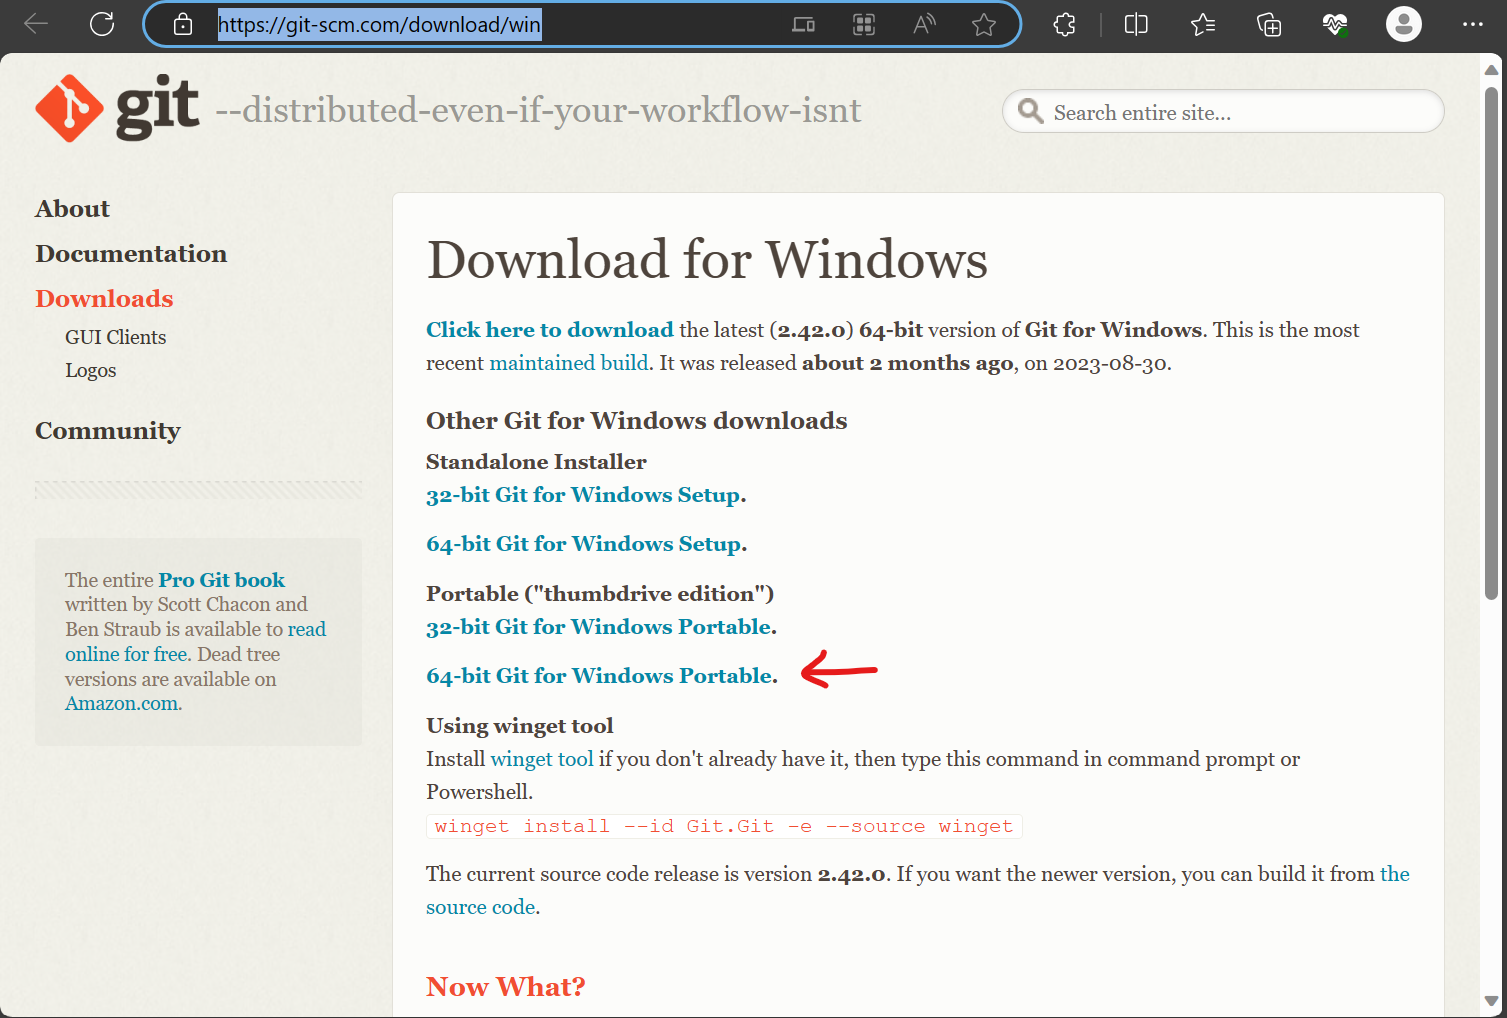 https://git-scm.com/download/win
git --distributed-even-if-your-workflow-isnt
Search entire site...
About
Documentation
Downloads
GUI Clients
Logos
Community
The entire Pro Git book
written by Scott Chacon and
Ben Straub is available to read
online for free. Dead tree
versions are available on
Amazon.com.
Download for Windows
Click here to download the latest (2.42.0) 64-bit version of Git for Windows. This is the most
recent maintained build. It was released about 2 months ago, on 2023-08-30.
Other Git for Windows downloads
Standalone Installer
32-bit Git for Windows Setup.
64-bit Git for Windows Setup.
Portable ("thumbdrive edition")
32-bit Git for Windows Portable.
64-bit Git for Windows Portable.
Using winget tool
Install winget tool if you don't already have it, then type this command in command prompt or
Powershell.
winget install --id Git.Git -e --source winget
The current source code release is version 2.42.0. If you want the newer version, you can build it from the
source code.
Now What?